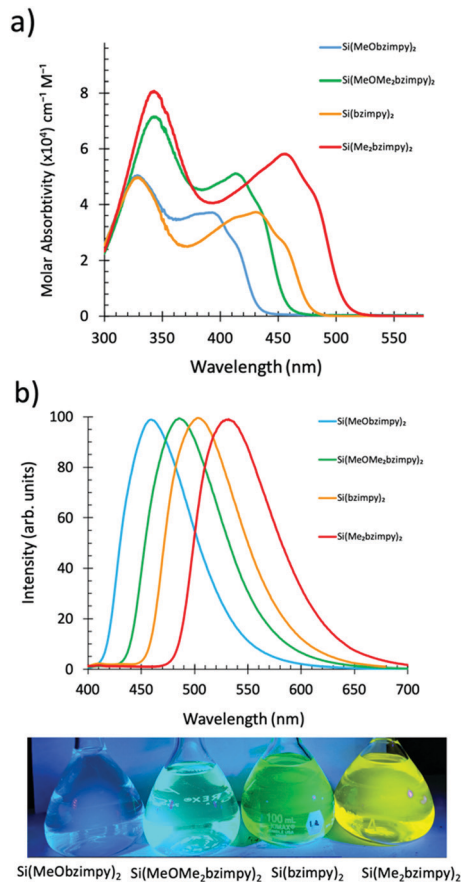 a)
Si(MeObzimpy)₂
Si(MeOMe₂bzimpy)₂
Si(bzimpy)₂
Si(Me₂bzimpy)₂
Molar Absorbtivity (x10⁴) cm⁻¹ M⁻¹
8
6
4
2
0
300 350 400 450 500 550
Wavelength (nm)
b)
Si(MeObzimpy)₂
Si(MeOMe₂bzimpy)₂
Si(bzimpy)₂
Si(Me₂bzimpy)₂
Intensity (arb. units)
100
80
60
40
20
0
400 450 500 550 600 650 700
Wavelength (nm)
100 mL
Si(MeObzimpy)₂ Si(MeOMe₂bzimpy)₂ Si(bzimpy)₂ Si(Me₂bzimpy)₂